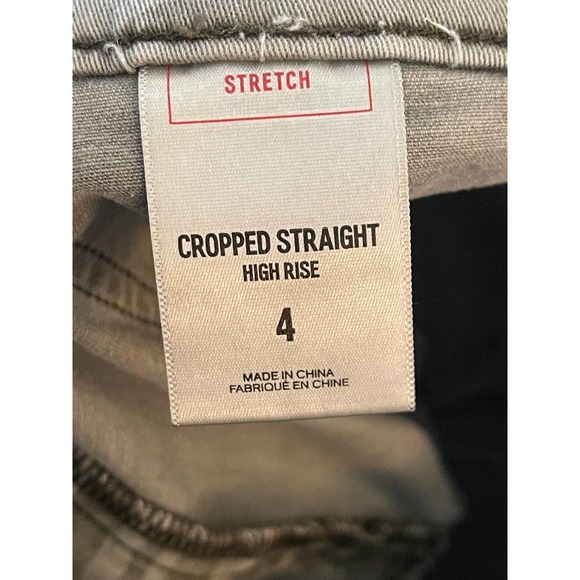 STRETCH
CROPPED STRAIGHT
HIGH RISE
4
MADE IN CHINA
FABRIQUÉ EN CHINE